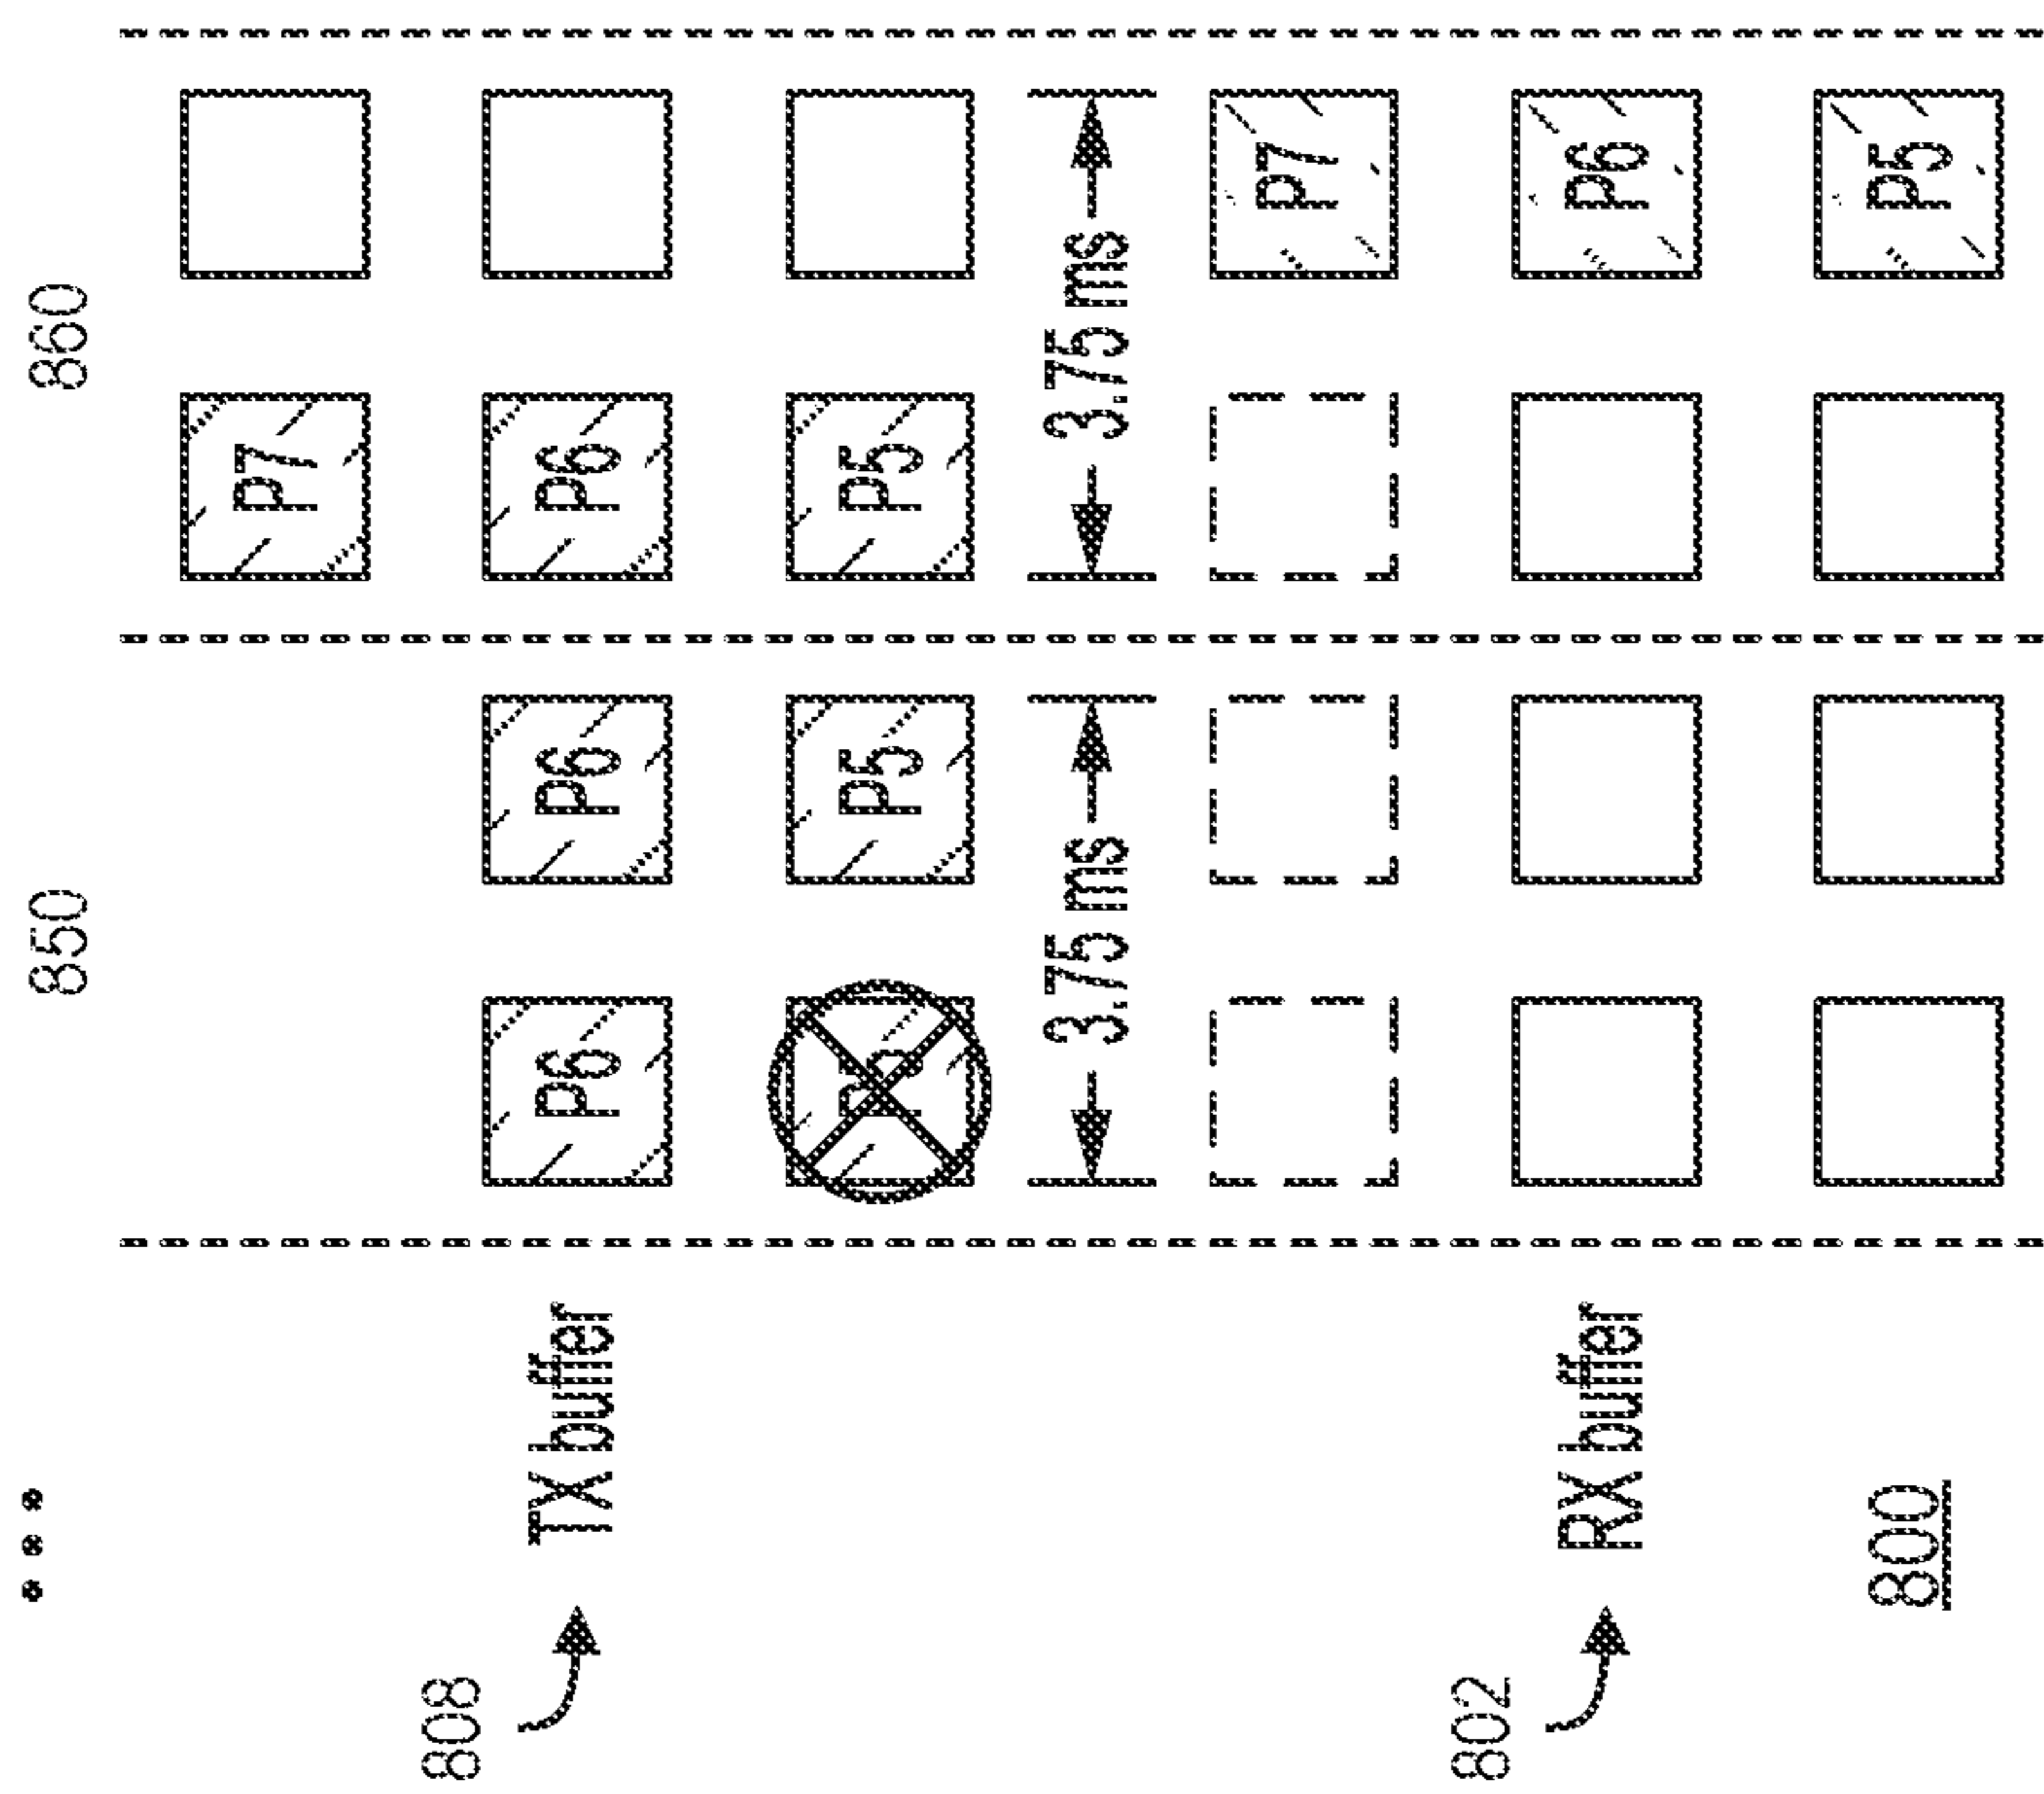 850 860
P7
808
TX buffer P6 P6 P6
P5 P5
3.75 ms 3.75 ms
P7
802
RX buffer P6
800 P5